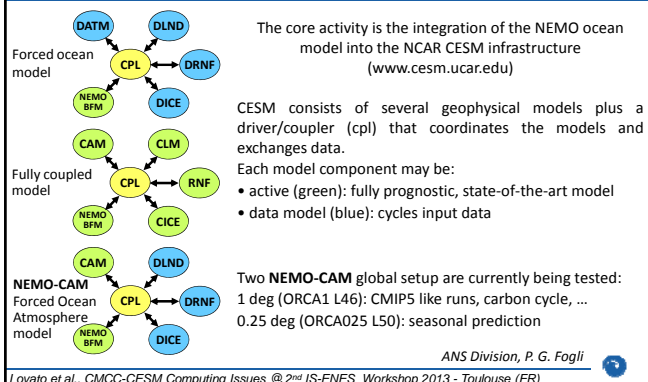 DATM
DLND
Forced ocean
model
CPL
DRNF
NEMO
BFM
DICE
The core activity is the integration of the NEMO ocean
model into the NCAR CESM infrastructure
(www.cesm.ucar.edu)
CESM consists of several geophysical models plus a
driver/coupler (cpl) that coordinates the models and
exchanges data.
Each model component may be:
• active (green): fully prognostic, state-of-the-art model
• data model (blue): cycles input data
CAM
CLM
Fully coupled
model
CPL
RNF
NEMO
BFM
CICE
CAM
DLND
NEMO-CAM
Forced Ocean
Atmosphere
model
CPL
DRNF
NEMO
BFM
DICE
Two NEMO-CAM global setup are currently being tested:
1 deg (ORCA1 L46): CMIP5 like runs, carbon cycle, …
0.25 deg (ORCA025 L50): seasonal prediction
ANS Division, P. G. Fogli
Lovato et al., CMCC-CESM Computing Issues @ 2nd IS-ENES Workshop 2013 - Toulouse (FR)